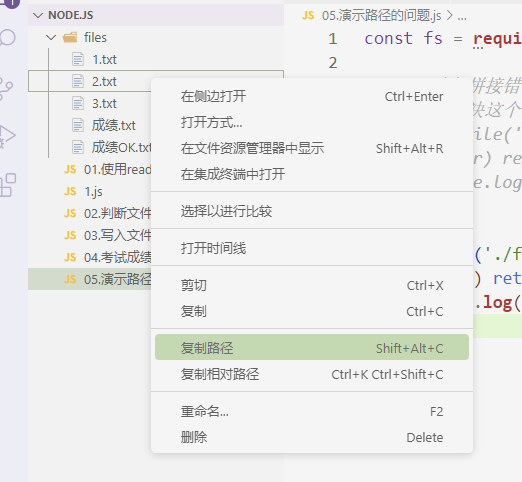 NODE.JS
files
1.txt
2.txt
3.txt
成绩.txt
成绩OK.txt
JS 01.使用read
JS 1.js
JS 02.判断文件
JS 03.写入文件
JS 04.考试成绩
JS 05.演示路径
在侧边打开 Ctrl+Enter
打开方式...
在文件资源管理器中显示 Shift+Alt+R
在集成终端中打开
选择以进行比较
打开时间线
剪切 Ctrl+X
复制 Ctrl+C
复制路径 Shift+Alt+C
复制相对路径 Ctrl+K Ctrl+Shift+C
重命名... F2
删除 Delete
JS 05.演示路径的问题.js > ...
1 const fs = requi
2
拼接错
快这个
ile('
r) re
e.log
('./f
) ret
.log(